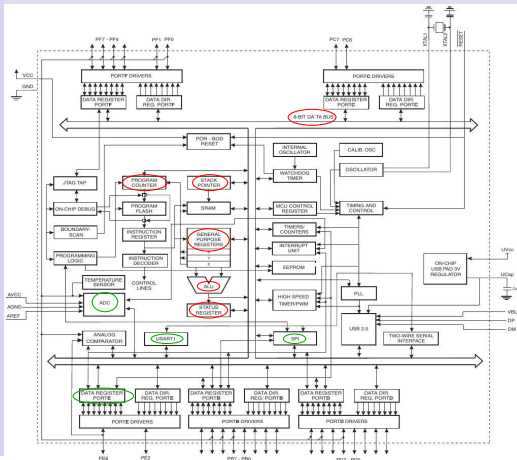 XTAL1
XTAL2
RESET
PF7 - PF4
PF1 PF0
PC7 PC6
VCC
GND
PORTF DRIVERS
PORTC DRIVERS
DATA REGISTER
PORTF
DATA DIR.
REG. PORTF
DATA REGISTER
PORTC
DATA DIR.
REG. PORTC
8-BIT DA TA BUS
POR - BOD
RESET
INTERNAL
OSCILLATOR
CALIB. OSC
WATCHDOG
TIMER
OSCILLATOR
JTAG TAP
PROGRAM
COUNTER
STACK
POINTER
ON-CHIP DEBUG
PROGRAM
FLASH
SRAM
MCU CONTROL
REGISTER
TIMING AND
CONTROL
BOUNDARY-
SCAN
INSTRUCTION
REGISTER
GENERAL
PURPOSE
REGISTERS
TIMERS/
COUNTERS
INTERRUPT
UNIT
PROGRAMMING
LOGIC
INSTRUCTION
DECODER
Y
Z
EEPROM
ON-CHIP
USB PAD 3V
REGULATOR
UVcc
UCap
TEMPERATURE
SENSOR
CONTROL
LINES
ALU
PLL
AVCC
AGND
AREF
ADC
STATUS
REGISTER
HIGH SPEED
TIMER/PWM
USB 2.0
DP
DM
ANALOG
COMPARATOR
USART1
SPI
TWO-WIRE SERIAL
INTERFACE
DATA REGISTER
PORTE
DATA DIR.
REG. PORTE
DATA REGISTER
PORTB
DATA DIR.
REG. PORTB
DATA REGISTER
PORTD
DATA DIR.
REG. PORTD
PORTE DRIVERS
PORTB DRIVERS
PORTD DRIVERS
PE6
PE2
PB7 - PB0